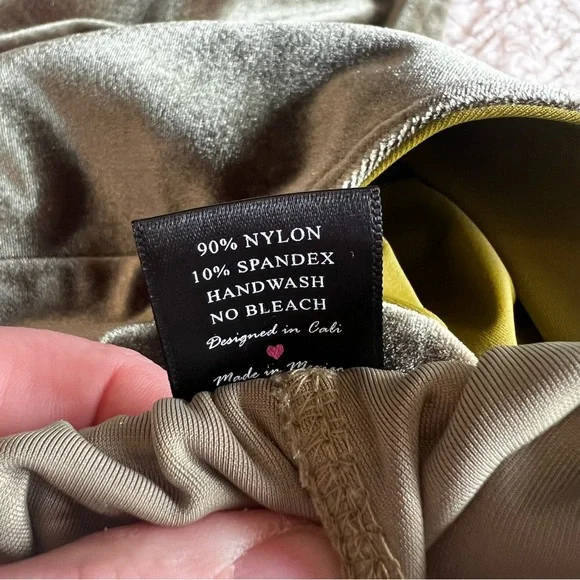 90% NYLON
10% SPANDEX
HANDWASH
NO BLEACH
Designed in Cali
Made in Mexico